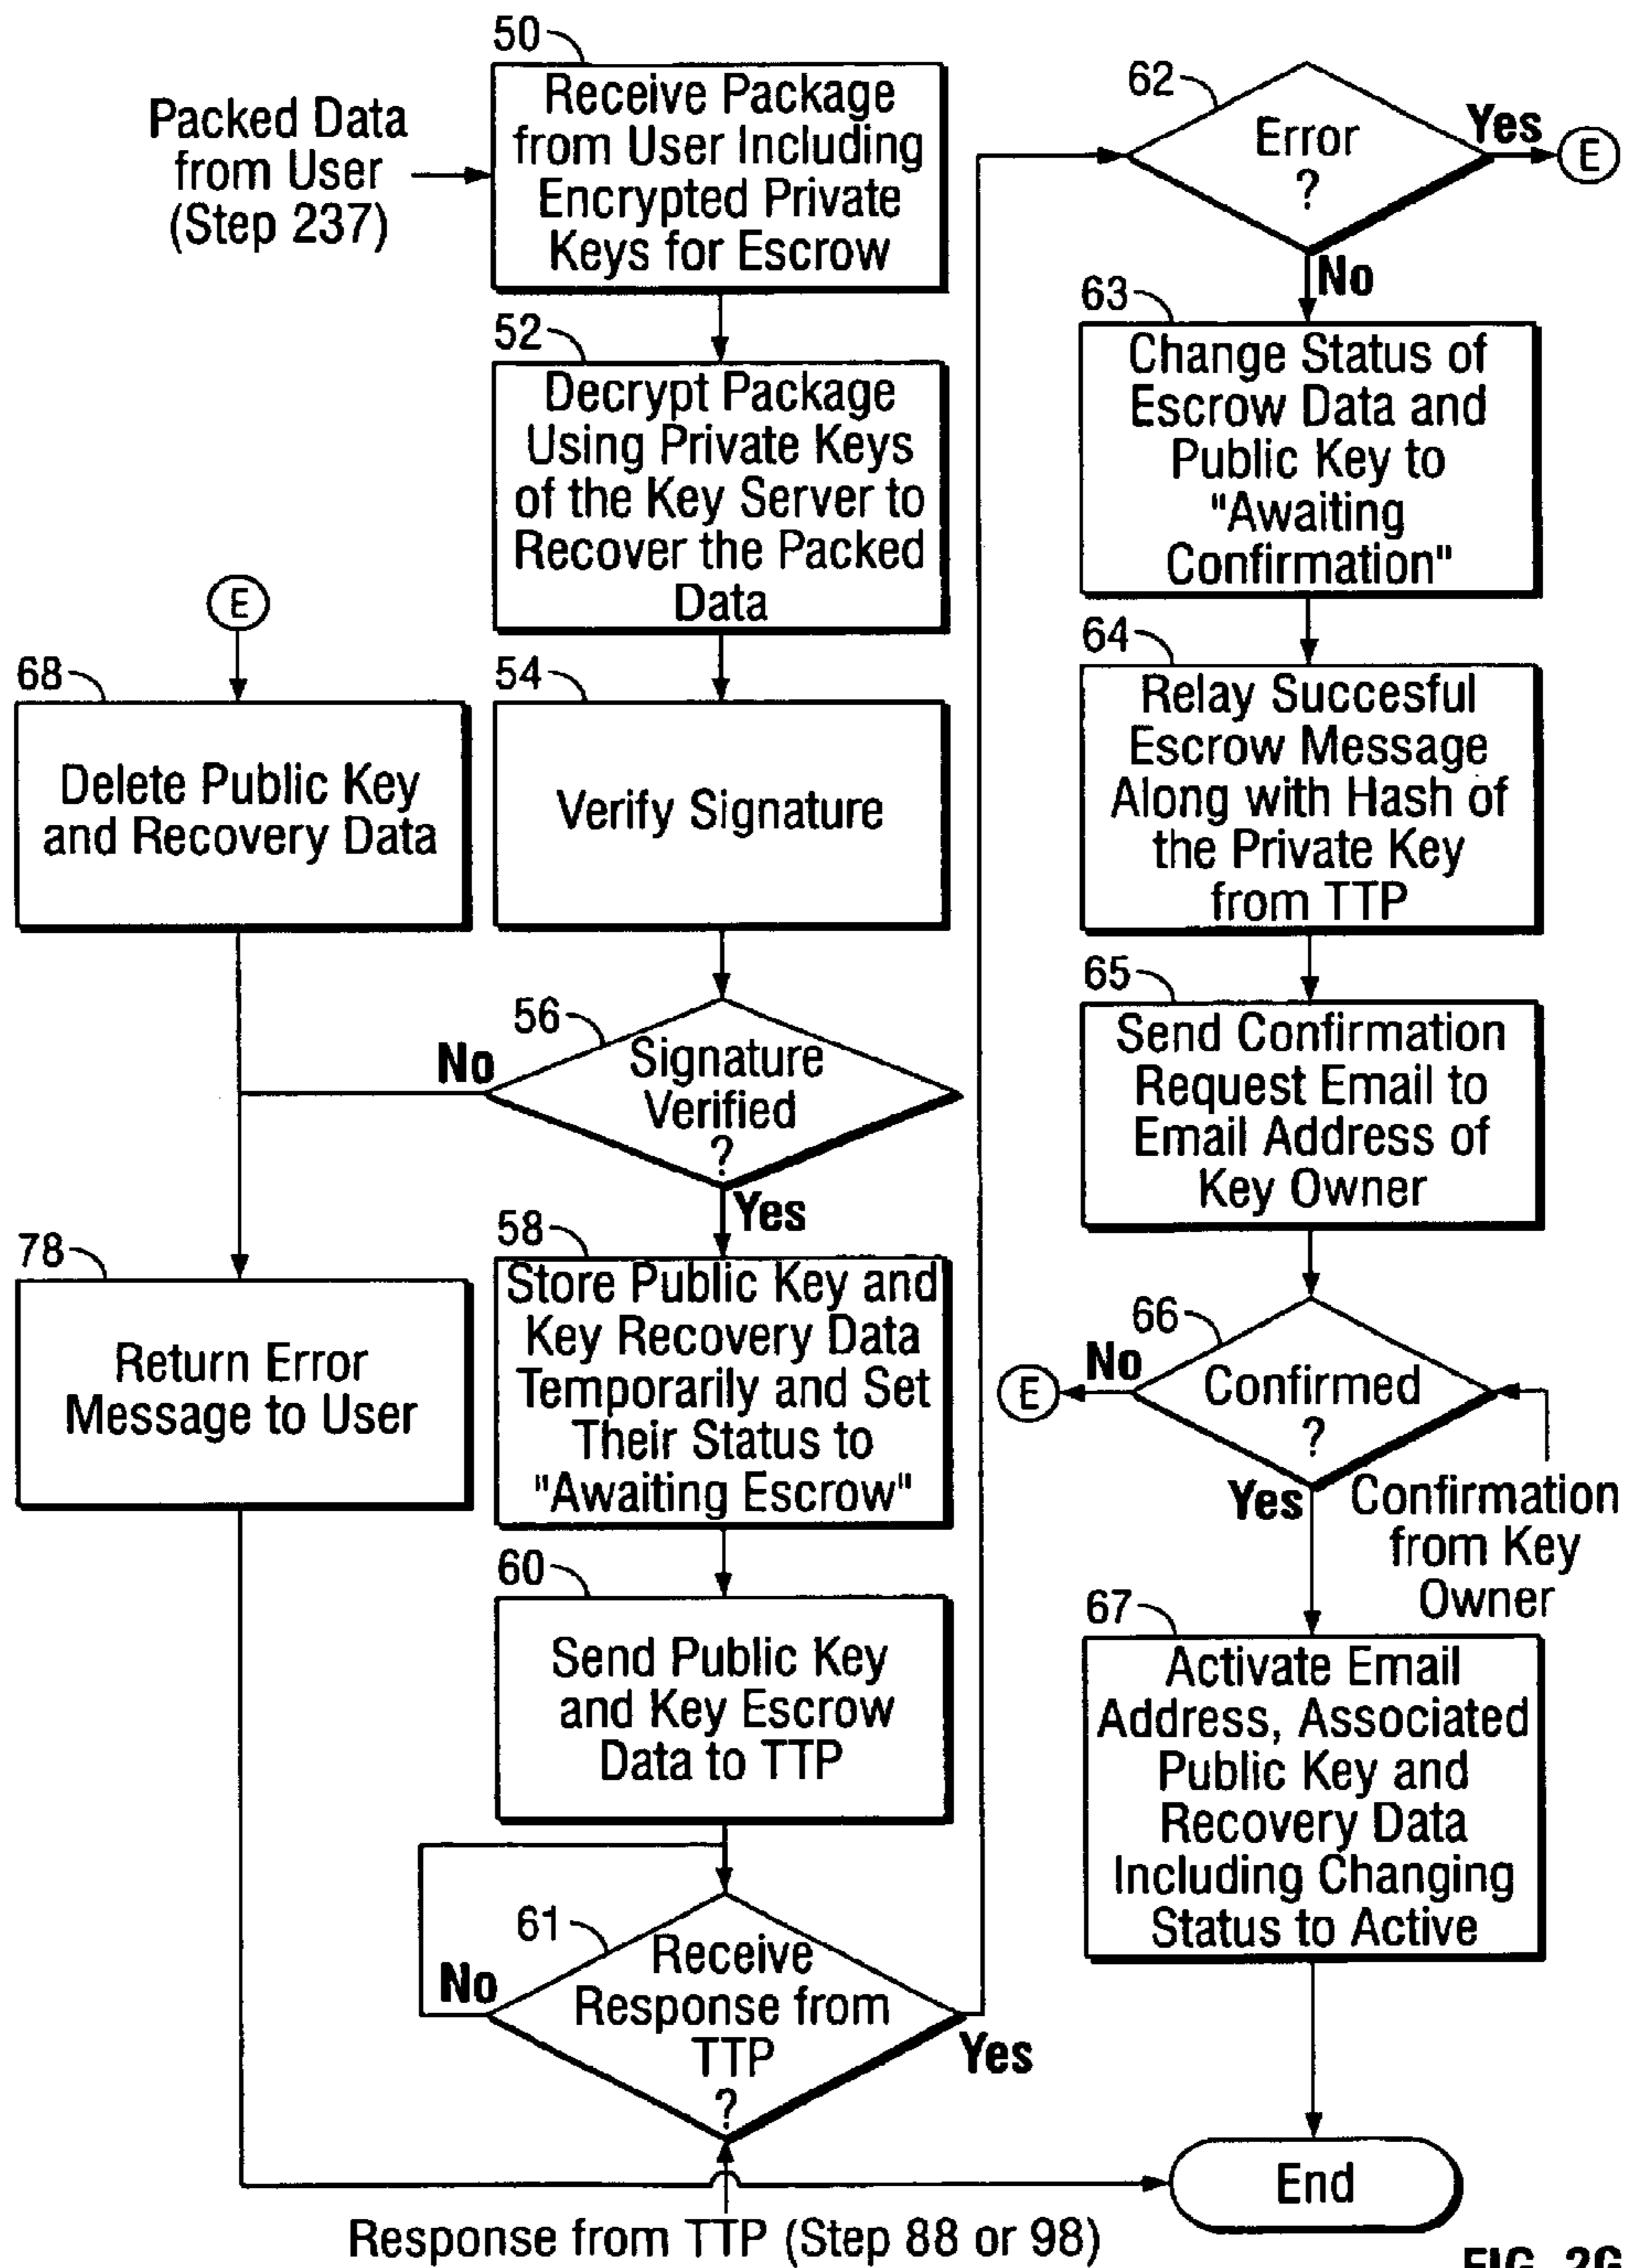 Packed Data
from User
(Step 237)
50
Receive Package
from User Including
Encrypted Private
Keys for Escrow
52
Decrypt Package
Using Private Keys
of the Key Server to
Recover the Packed
Data
54
Verify Signature
56
Signature
Verified
?
No
Yes
E
68
Delete Public Key
and Recovery Data
78
Return Error
Message to User
58
Store Public Key and
Key Recovery Data
Temporarily and Set
Their Status to
"Awaiting Escrow"
60
Send Public Key
and Key Escrow
Data to TTP
61
Receive
Response from
TTP
?
No
Yes
Response from TTP (Step 88 or 98)
62
Error
?
Yes
E
No
63
Change Status of
Escrow Data and
Public Key to
"Awaiting
Confirmation"
64
Relay Succesful
Escrow Message
Along with Hash of
the Private Key
from TTP
65
Send Confirmation
Request Email to
Email Address of
Key Owner
66
Confirmed
?
No
E
Yes
Confirmation
from Key
Owner
67
Activate Email
Address, Associated
Public Key and
Recovery Data
Including Changing
Status to Active
End
FIG. 2G